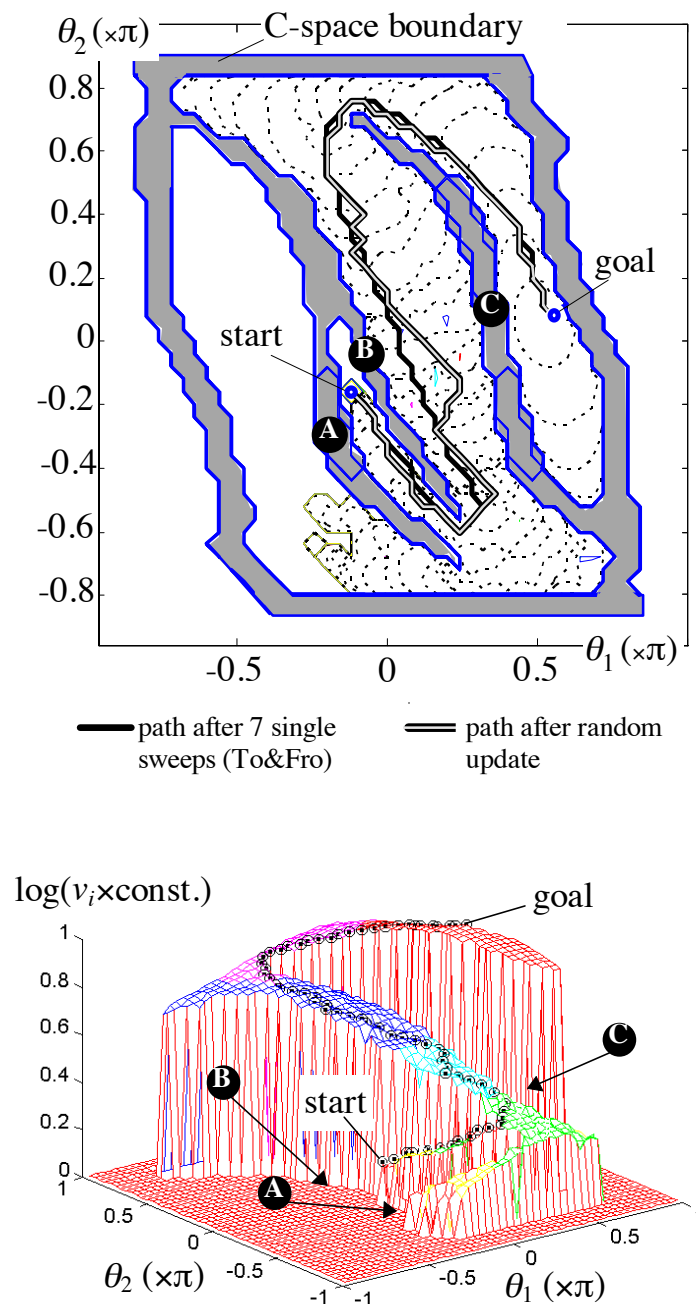 θ2 (×π)
C-space boundary
0.8
0.6
0.4
0.2
0
-0.2
-0.4
-0.6
-0.8
goal
start
C
B
A
-0.5
0
0.5
θ1 (×π)
path after 7 single
sweeps (To&Fro)
path after random
update
log(vi×const.)
goal
1
0.8
0.6
0.4
0.2
0
C
B
start
A
1
0.5
0
-0.5
-1
θ2 (×π)
-1
-0.5
0
0.5
θ1 (×π)